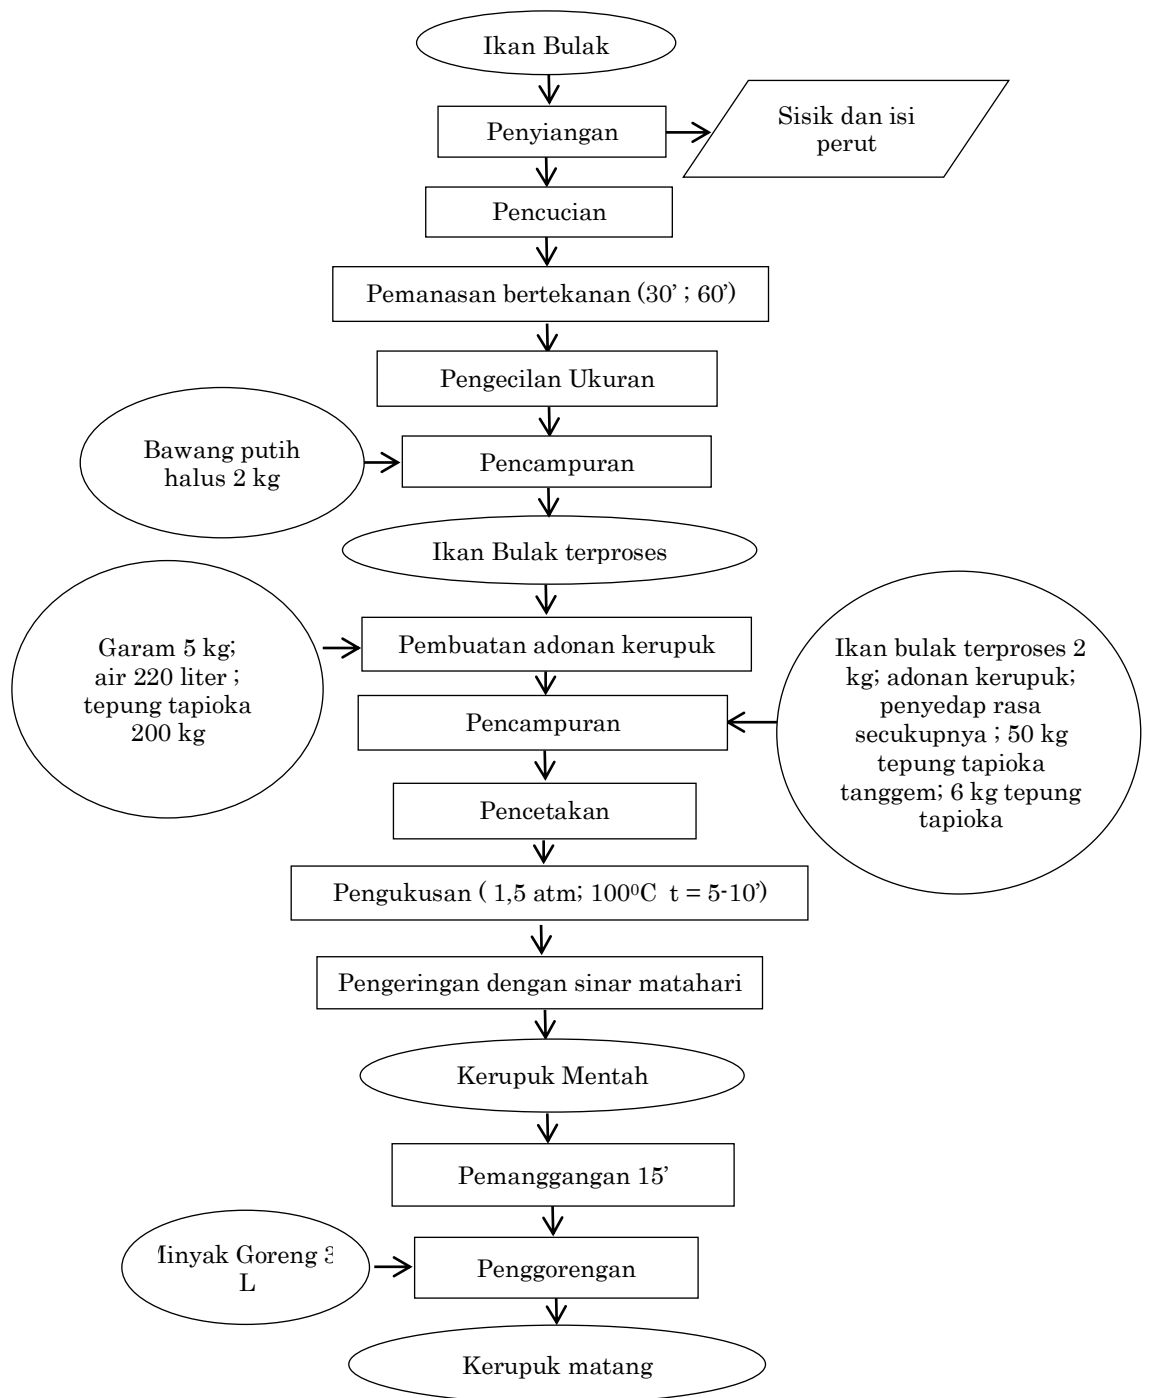 Ikan Bulak
Penyiangan
Sisik dan isi
perut
Pencucian
Pemanasan bertekanan (30’ ; 60’)
Pengecilan Ukuran
Bawang putih
halus 2 kg
Pencampuran
Ikan Bulak terproses
Garam 5 kg;
air 220 liter ;
tepung tapioka
200 kg
Pembuatan adonan kerupuk
Ikan bulak terproses 2
kg; adonan kerupuk;
penyedap rasa
secukupnya ; 50 kg
tepung tapioka
tanggem; 6 kg tepung
tapioka
Pencampuran
Pencetakan
Pengukusan ( 1,5 atm; 100⁰C t = 5-10’)
Pengeringan dengan sinar matahari
Kerupuk Mentah
Pemanggangan 15’
Goreng
L
Penggorengan
Kerupuk matang